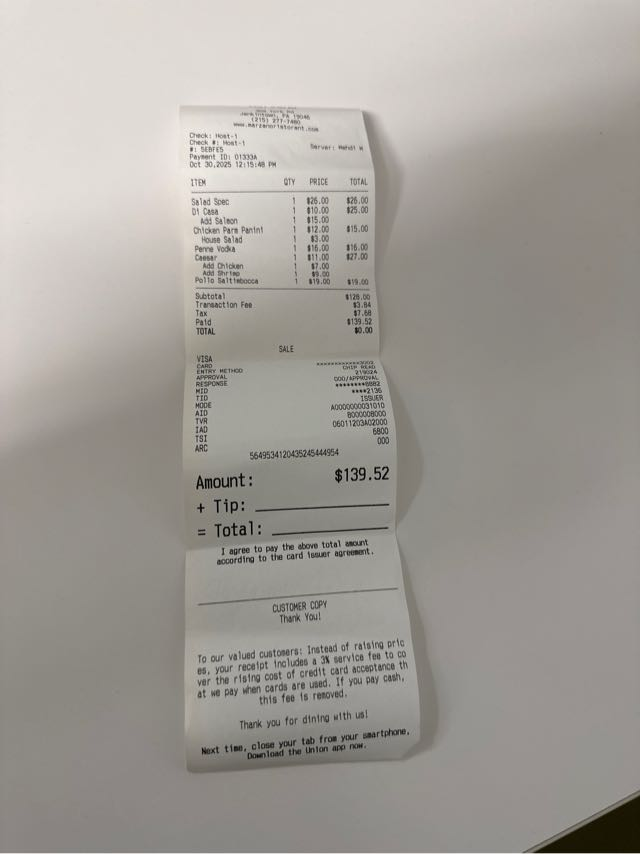 Jenkintown, PA 19046
(215) 277-7480
www.marzanoristorant.com
Check: Host-1
Check #: Host-1
#: 5EBFE5
Server: Mehdi M
Payment ID: 01333A
Oct 30,2025 12:15:48 PM
ITEM QTY PRICE TOTAL
Salad Spec 1 $26.00 $26.00
Di Casa 1 $10.00 $25.00
Add Salmon 1 $15.00
Chicken Parm Panini 1 $12.00 $15.00
House Salad 1 $3.00
Penne Vodka 1 $16.00 $16.00
Caesar 1 $11.00 $27.00
Add Chicken 1 $7.00
Add Shrimp 1 $9.00
Pollo Saltimbocca 1 $19.00 $19.00
Subtotal $128.00
Transaction Fee $3.84
Tax $7.68
Paid $139.52
TOTAL $0.00
SALE
VISA
CARD ************3002
ENTRY METHOD CHIP READ
APPROVAL 219024
RESPONSE 000/APPROVAL
MID ********8882
TID ****2136
MODE ISSUER
AID A0000000031010
TVR 8000008000
IAD 06011203A02000
TSI 6800
ARC 000
5649534120435245444954
Amount: $139.52
+ Tip:
= Total:
I agree to pay the above total amount
according to the card issuer agreement.
CUSTOMER COPY
Thank You!
To our valued customers: Instead of raising pric
es, your receipt includes a 3% service fee to co
ver the rising cost of credit card acceptance th
at we pay when cards are used. If you pay cash,
this fee is removed.
Thank you for dining with us!
Next time, close your tab from your smartphone.
Download the Union app now.